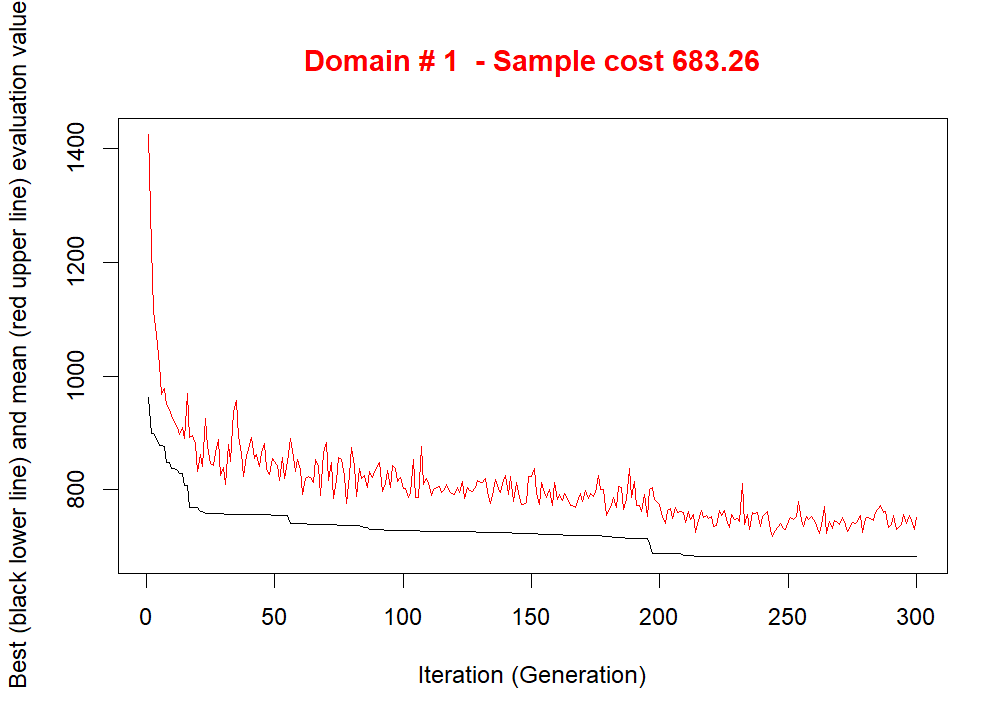 Domain # 1  - Sample cost 683.26
Best (black lower line) and mean (red upper line) evaluation value
1400
1200
1000
800
0 50 100 150 200 250 300
Iteration (Generation)